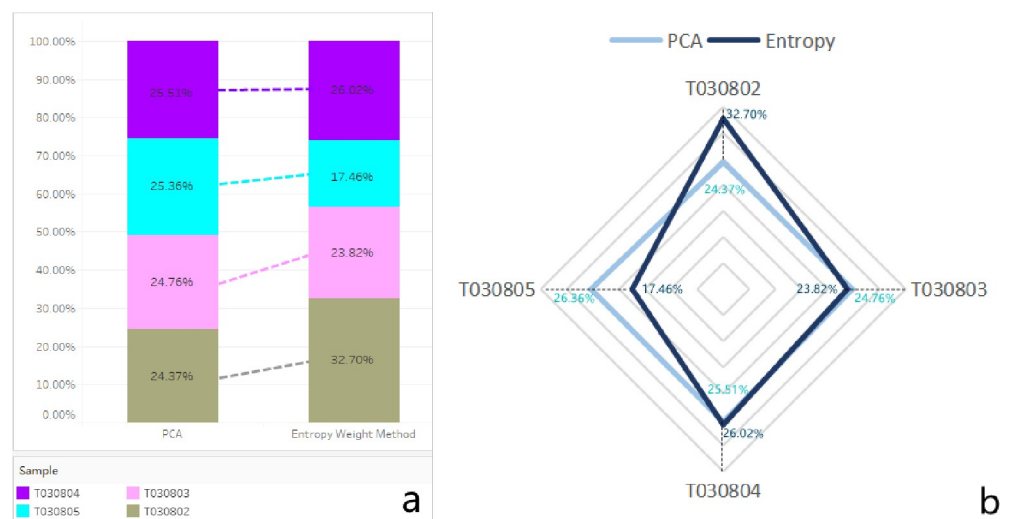 100.00%
90.00%
80.00%
70.00%
60.00%
50.00%
40.00%
30.00%
20.00%
10.00%
0.00%
25.51%
26.02%
25.36%
17.46%
24.76%
23.82%
24.37%
32.70%
PCA
Entropy Weight Method
Sample
T030804
T030803
T030805
T030802
a
PCA
Entropy
T030802
32.70%
24.37%
T030805
26.36%
17.46%
23.82%
24.76%
T030803
25.51%
26.02%
T030804
b